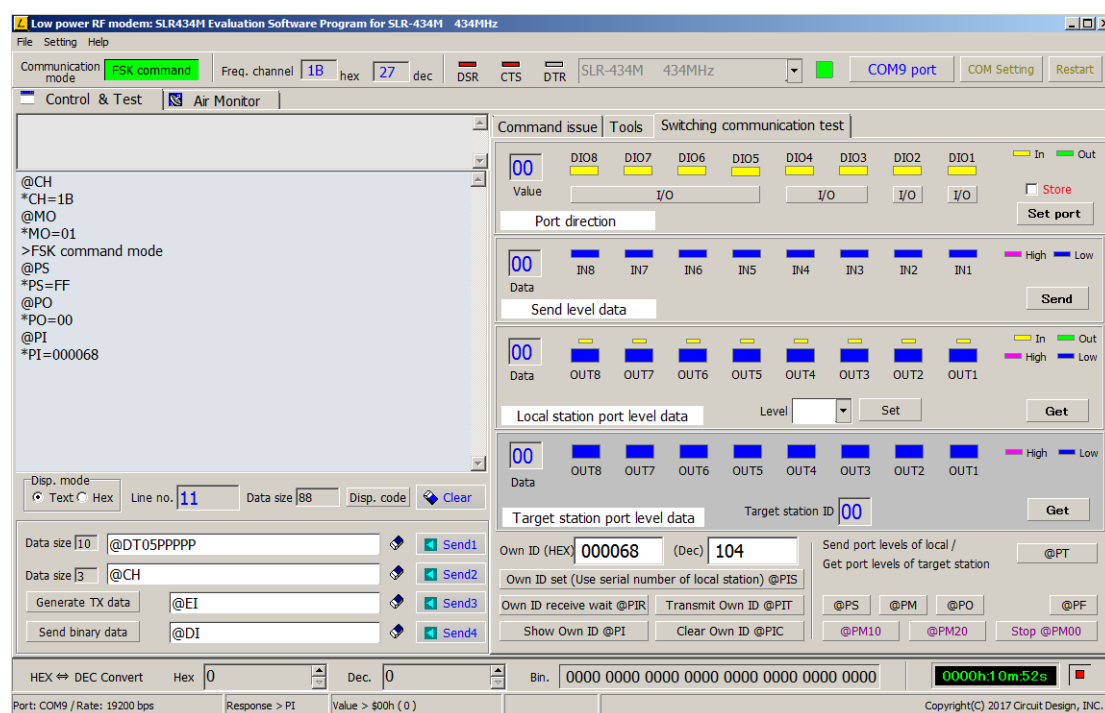 Low power RF modem: SLR434M Evaluation Software Program for SLR-434M 434MHz
File Setting Help
Communication mode FSK command Freq. channel 1B hex 27 dec DSR CTS DTR SLR-434M 434MHz COM9 port COM Setting Restart
Control & Test Air Monitor
Command issue Tools Switching communication test
00 DIO8 DIO7 DIO6 DIO5 DIO4 DIO3 DIO2 DIO1 In Out
Value I/O I/O I/O I/O Store
Port direction Set port
@CH
*CH=1B
@MO
*MO=01
>FSK command mode
@PS
*PS=FF
@PO
*PO=00
@PI
*PI=000068
00 IN8 IN7 IN6 IN5 IN4 IN3 IN2 IN1 High Low
Data
Send level data Send
00 In Out
High Low
Data OUT8 OUT7 OUT6 OUT5 OUT4 OUT3 OUT2 OUT1
Local station port level data Level Set Get
00 OUT8 OUT7 OUT6 OUT5 OUT4 OUT3 OUT2 OUT1 High Low
Data
Target station port level data Target station ID 00 Get
Disp. mode
Text Hex Line no. 11 Data size 88 Disp. code Clear
Data size 10 @DT05PPPPP Send1
Data size 3 @CH Send2
Generate TX data @EI Send3
Send binary data @DI Send4
Own ID (HEX) 000068 (Dec) 104
Own ID set (Use serial number of local station) @PIS
Own ID receive wait @PIR Transmit Own ID @PIT
Show Own ID @PI Clear Own ID @PIC
Send port levels of local /
Get port levels of target station
@PT
@PS @PM @PO @PF
@PM10 @PM20 Stop @PM00
HEX ⇔ DEC Convert Hex 0 Dec. 0 Bin. 0000 0000 0000 0000 0000 0000 0000 0000 0000h:10m:52s
Port: COM9 / Rate: 19200 bps Response > PI Value > $00h ( 0 ) Copyright(C) 2017 Circuit Design, INC.